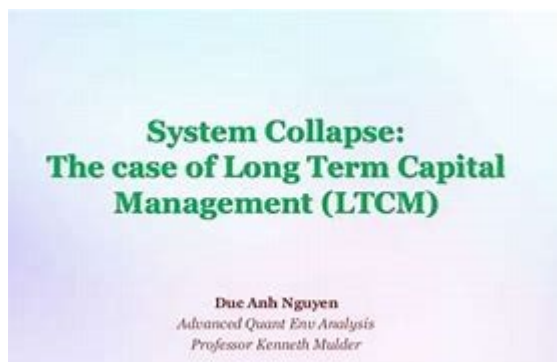 System Collapse:
The case of Long Term Capital
Management (LTCM)
Duc Anh Nguyen
Advanced Quant Env Analysis
Professor Kenneth Mulder